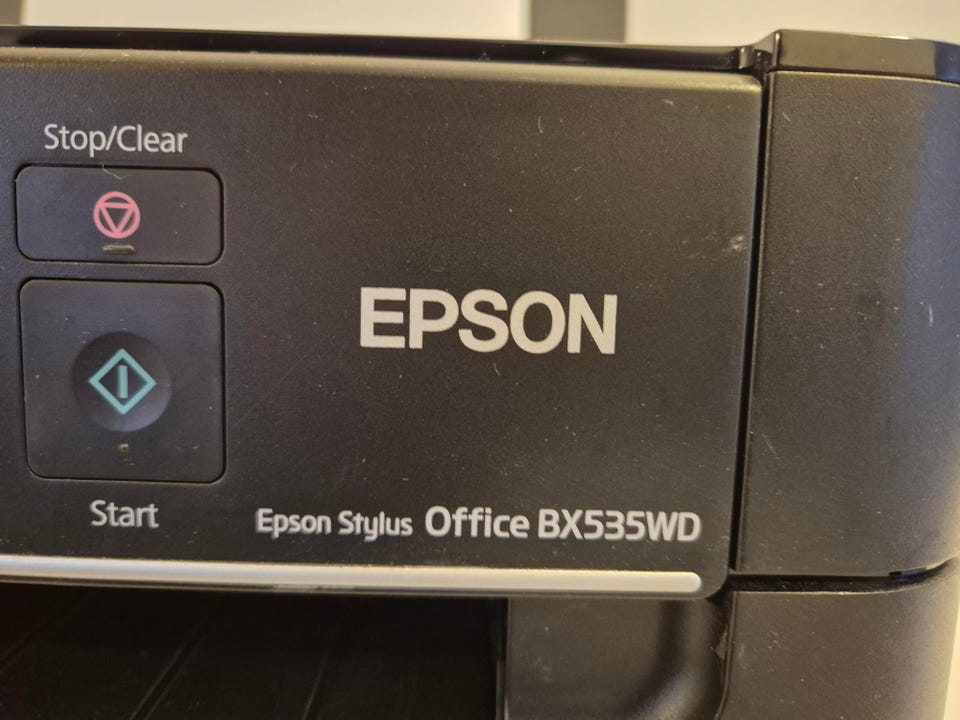 Stop/Clear
EPSON
Start
Epson Stylus Office BX535WD